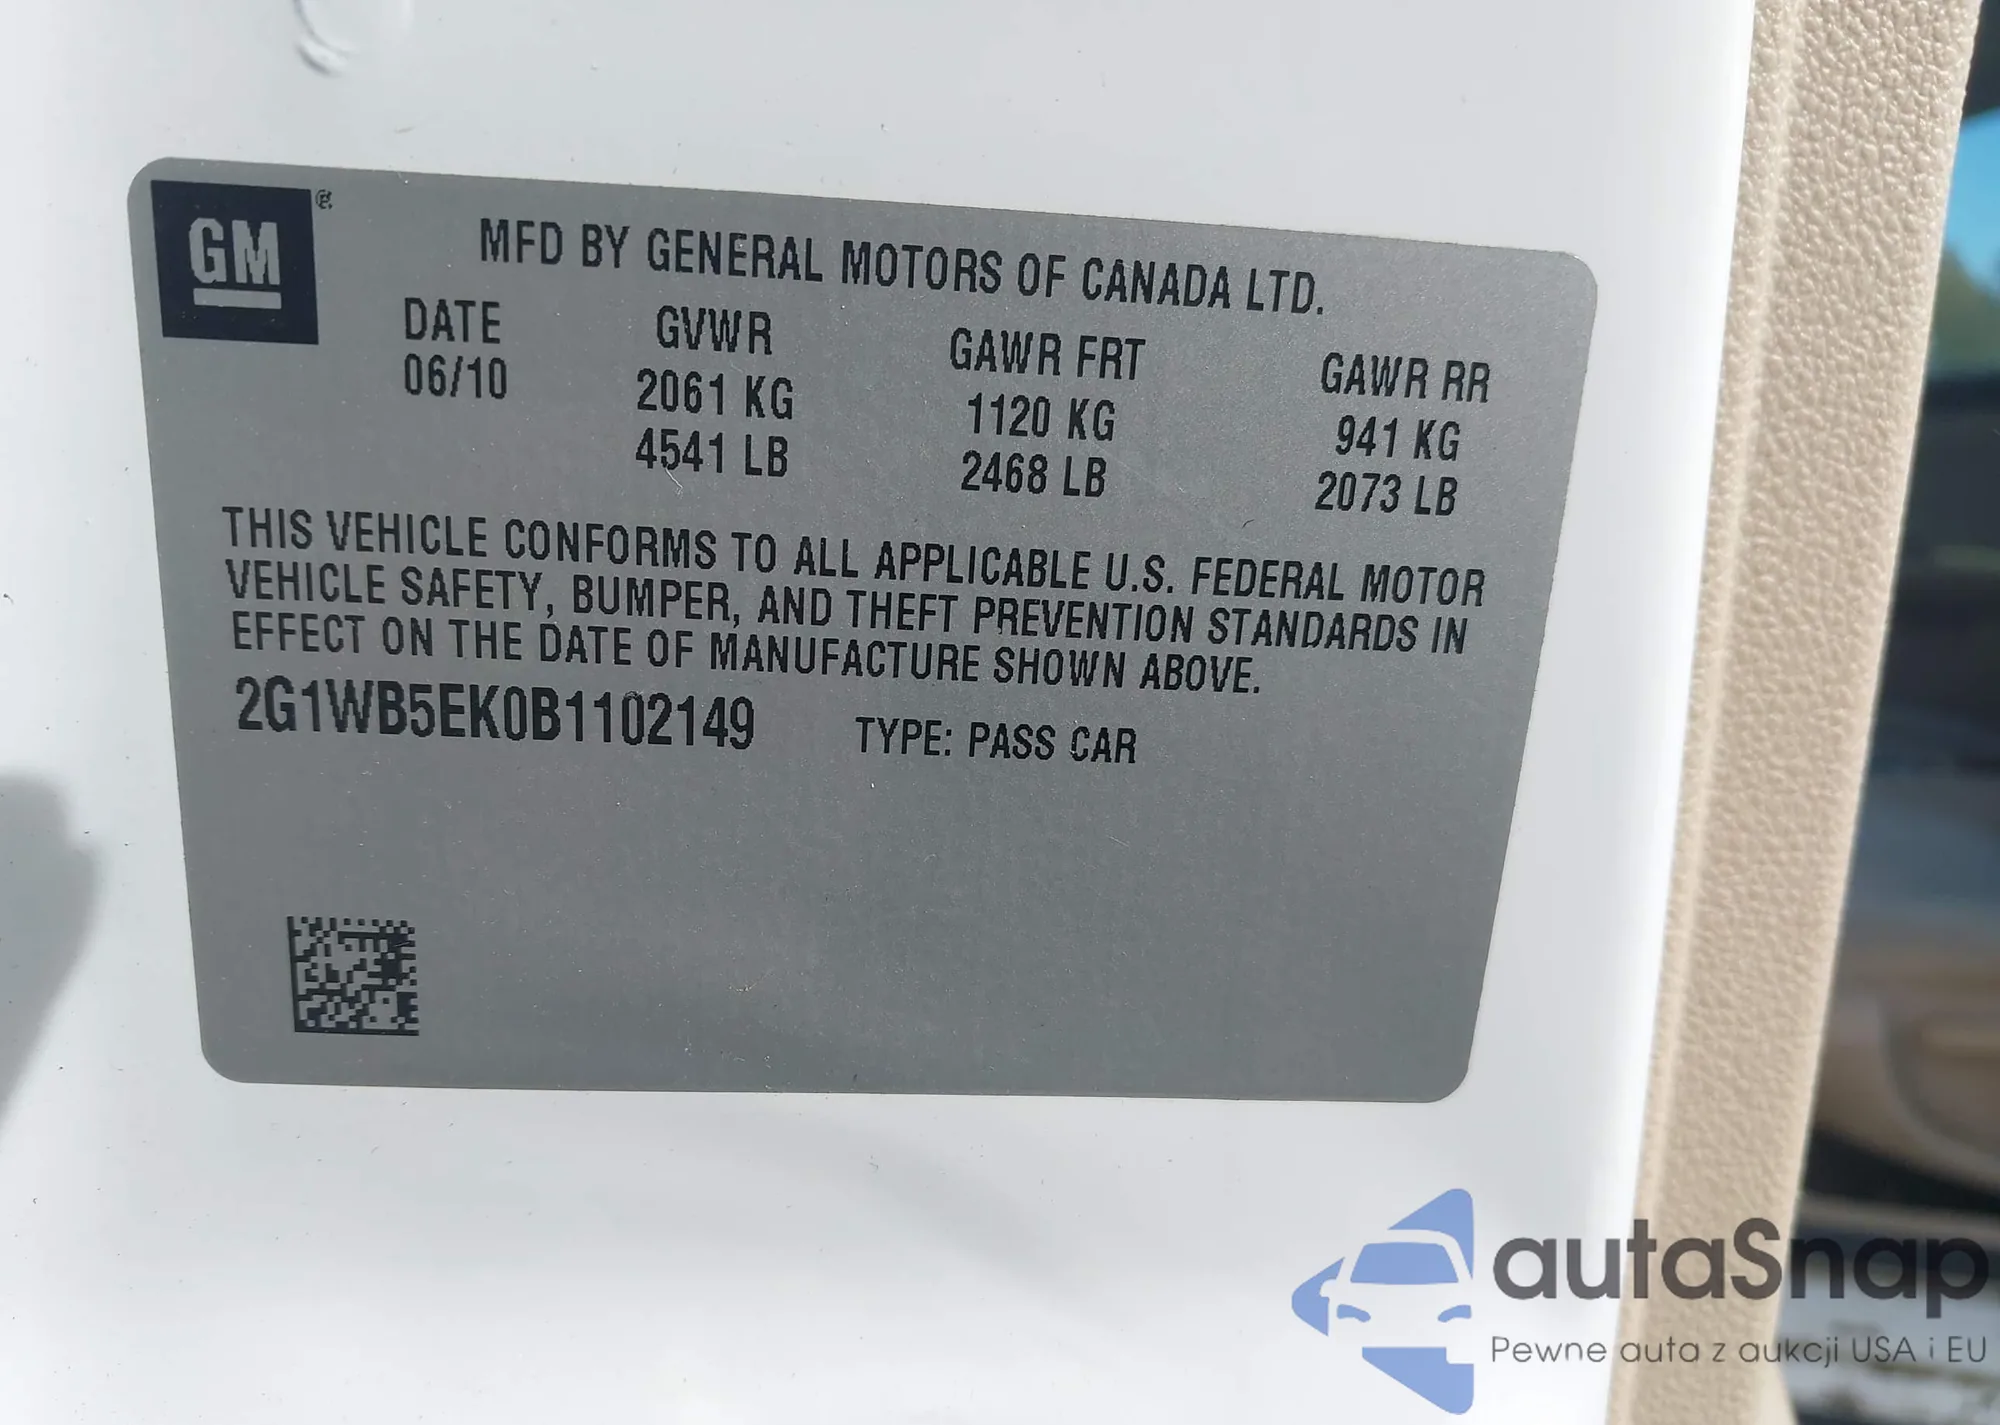 GM ®
MFD BY GENERAL MOTORS OF CANADA LTD.
DATE GVWR GAWR FRT GAWR RR
06/10 2061 KG 1120 KG 941 KG
4541 LB 2468 LB 2073 LB
THIS VEHICLE CONFORMS TO ALL APPLICABLE U.S. FEDERAL MOTOR
VEHICLE SAFETY, BUMPER, AND THEFT PREVENTION STANDARDS IN
EFFECT ON THE DATE OF MANUFACTURE SHOWN ABOVE.
2G1WB5EK0B1102149 TYPE: PASS CAR
autaSnap
Pewne auta z aukcji USA i EU